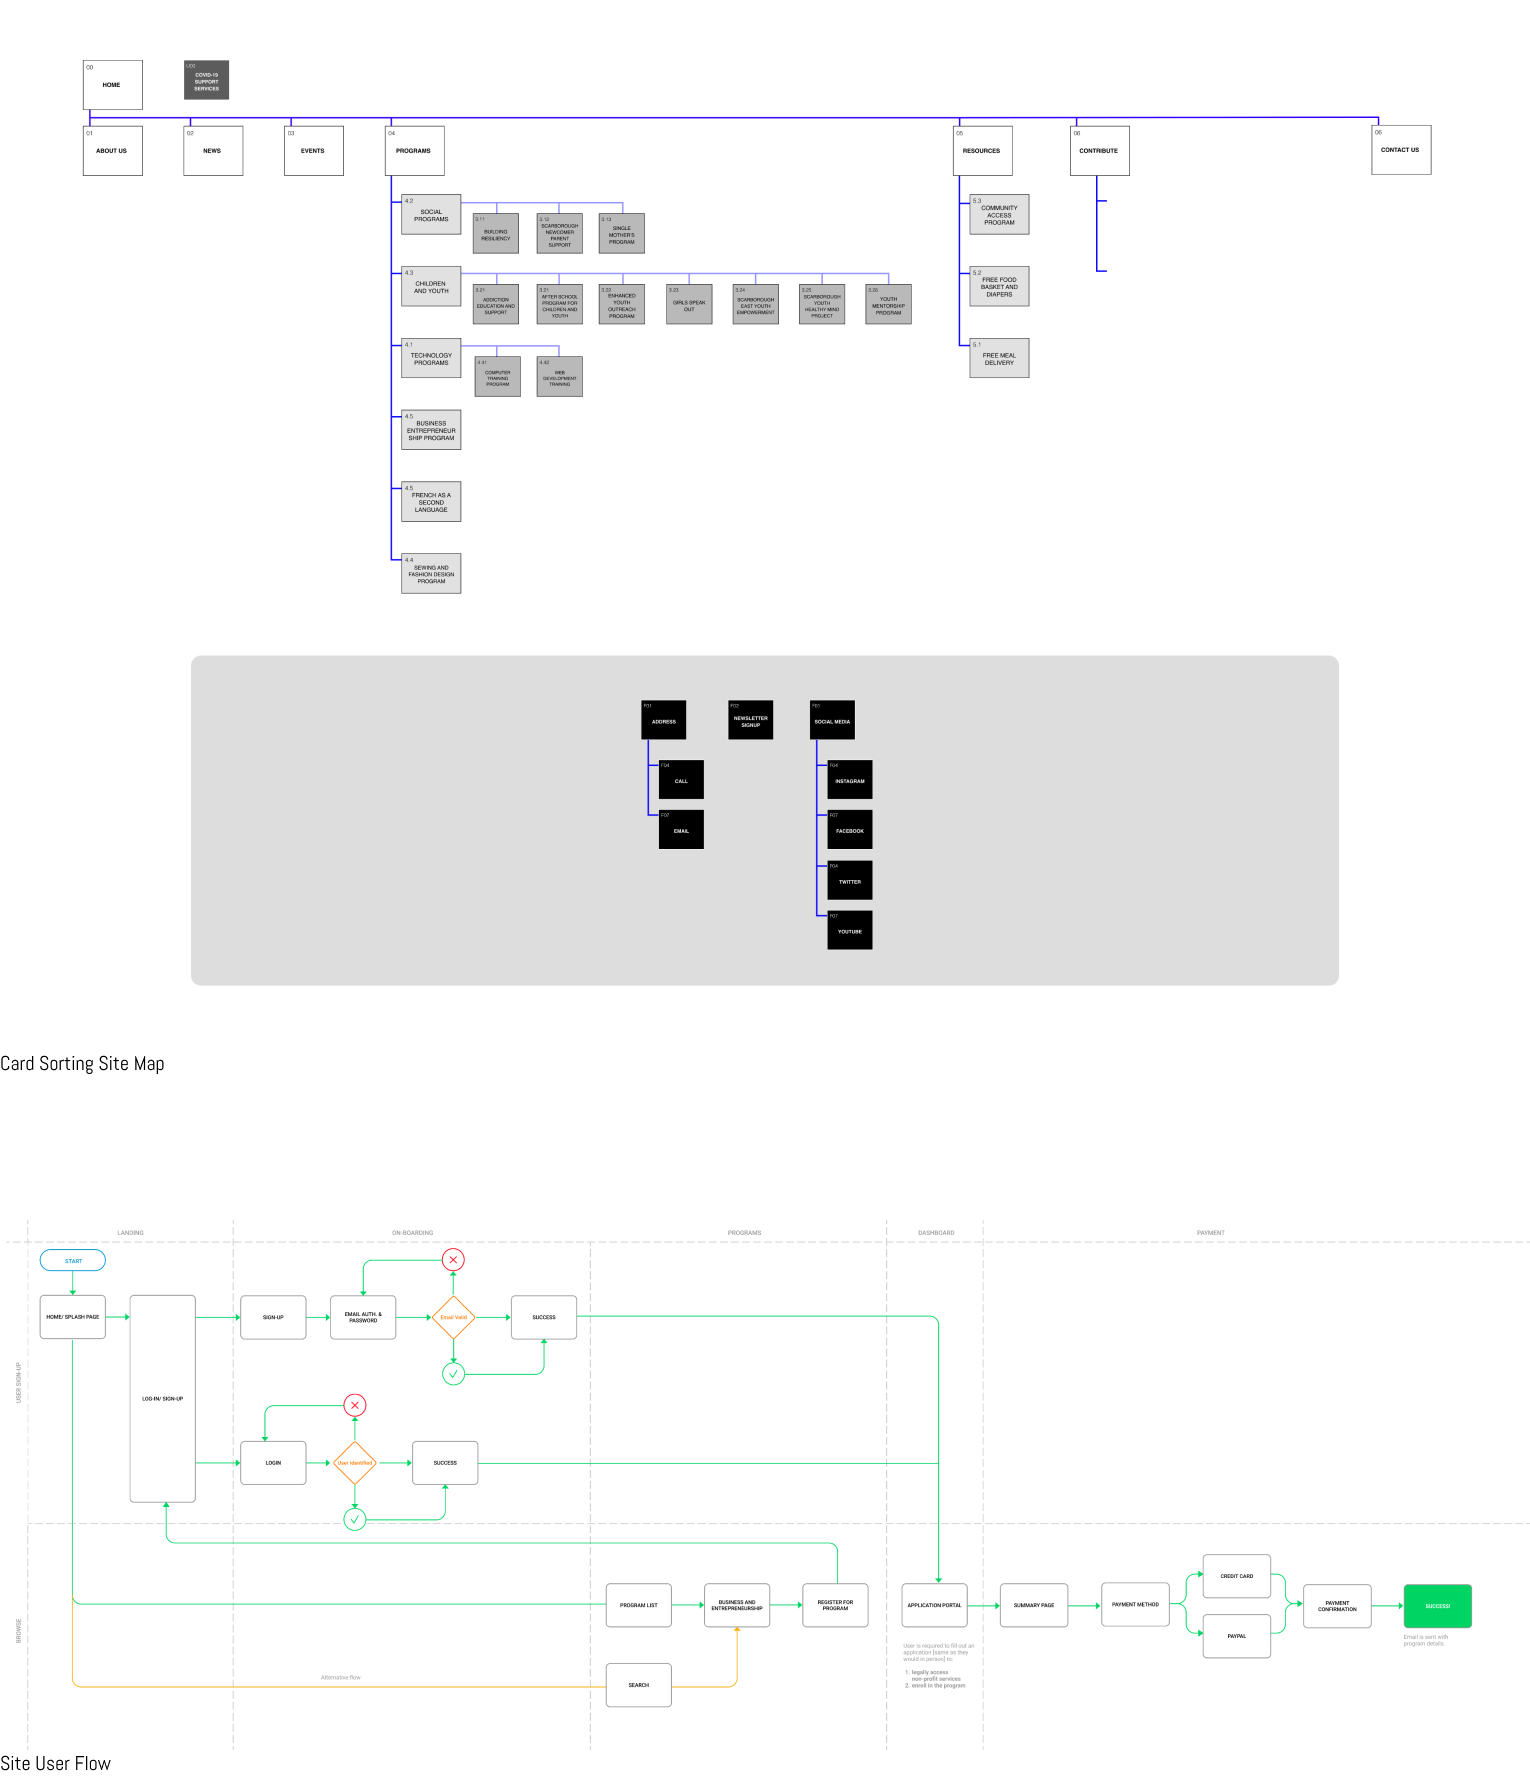 00
HOME
U00
COVID-19
SUPPORT
SERVICES
01
ABOUT US
02
NEWS
03
EVENTS
04
PROGRAMS
05
RESOURCES
06
CONTRIBUTE
06
CONTACT US
4.2
SOCIAL
PROGRAMS
3.11
BUILDING
RESILIENCY
3.12
SCARBOROUGH
NEWCOMER
PARENT
SUPPORT
3.13
SINGLE
MOTHER'S
PROGRAM
5.3
COMMUNITY
ACCESS
PROGRAM
4.3
CHILDREN
AND YOUTH
3.21
ADDICTION
EDUCATION AND
SUPPORT
3.21
AFTER SCHOOL
PROGRAM FOR
CHILDREN AND
YOUTH
3.22
ENHANCED
YOUTH
OUTREACH
PROGRAM
3.23
GIRLS SPEAK
OUT
3.24
SCARBOROUGH
EAST YOUTH
EMPOWERMENT
3.25
SCARBOROUGH
YOUTH
HEALTHY MIND
PROJECT
3.26
YOUTH
MENTORSHIP
PROGRAM
5.2
FREE FOOD
BASKET AND
DIAPERS
4.1
TECHNOLOGY
PROGRAMS
4.41
COMPUTER
TRAINING
PROGRAM
4.42
WEB
DEVELOPMENT
TRAINING
5.1
FREE MEAL
DELIVERY
4.5
BUSINESS
ENTREPRENEUR
SHIP PROGRAM
4.5
FRENCH AS A
SECOND
LANGUAGE
4.4
SEWING AND
FASHION DESIGN
PROGRAM
F01
ADDRESS
F02
NEWSLETTER
SIGNUP
F01
SOCIAL MEDIA
F04
CALL
F04
INSTAGRAM
F07
EMAIL
F07
FACEBOOK
F04
TWITTER
F07
YOUTUBE
Card Sorting Site Map
LANDING
ON-BOARDING
PROGRAMS
DASHBOARD
PAYMENT
USER SIGN-UP
START
HOME/ SPLASH PAGE
LOG-IN/ SIGN-UP
SIGN-UP
EMAIL AUTH. &
PASSWORD
Email Valid
SUCCESS
LOGIN
User Identified
SUCCESS
BROWSE
PROGRAM LIST
BUSINESS AND
ENTREPRENEURSHIP
REGISTER FOR
PROGRAM
APPLICATION PORTAL
SUMMARY PAGE
PAYMENT METHOD
CREDIT CARD
PAYPAL
PAYMENT
CONFIRMATION
SUCCESS!
Email is sent with
program details.
User is required to fill out an
application [same as they
would in person] to:
1. legally access
non-profit services
2. enroll in the program
Alternative flow
SEARCH
Site User Flow